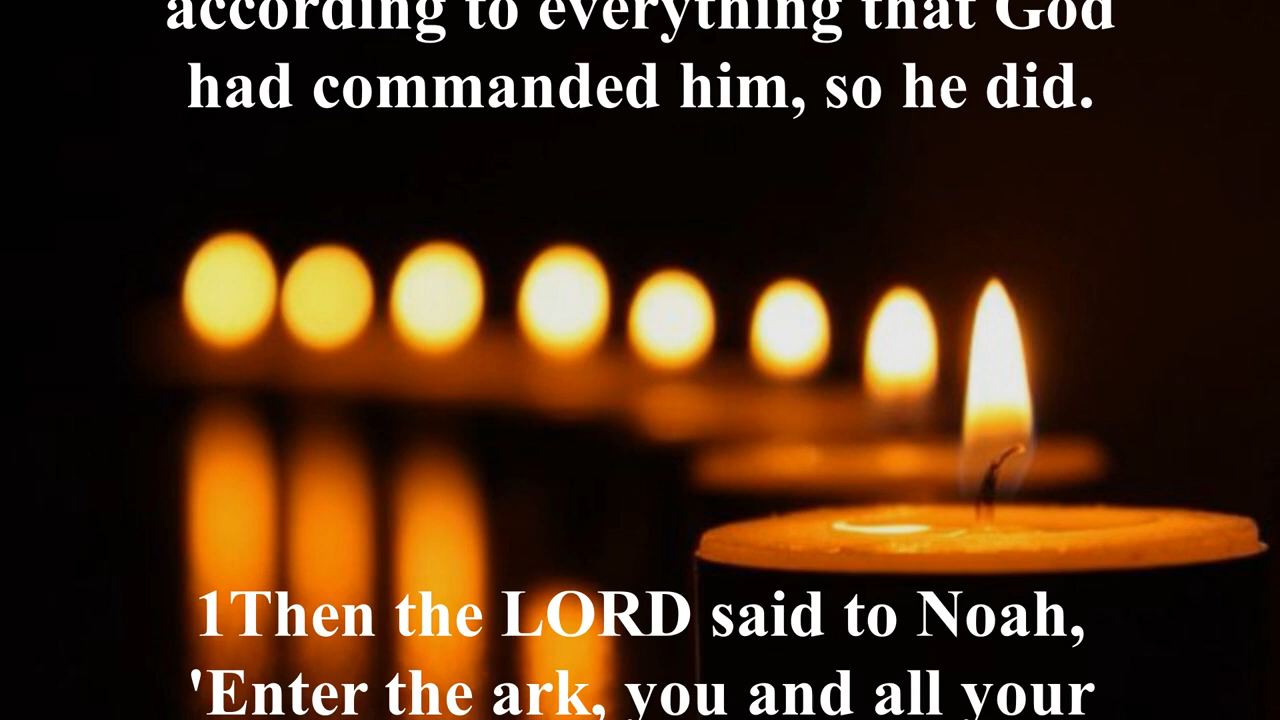 according to everything that God
had commanded him, so he did.
1Then the LORD said to Noah,
'Enter the ark, you and all your